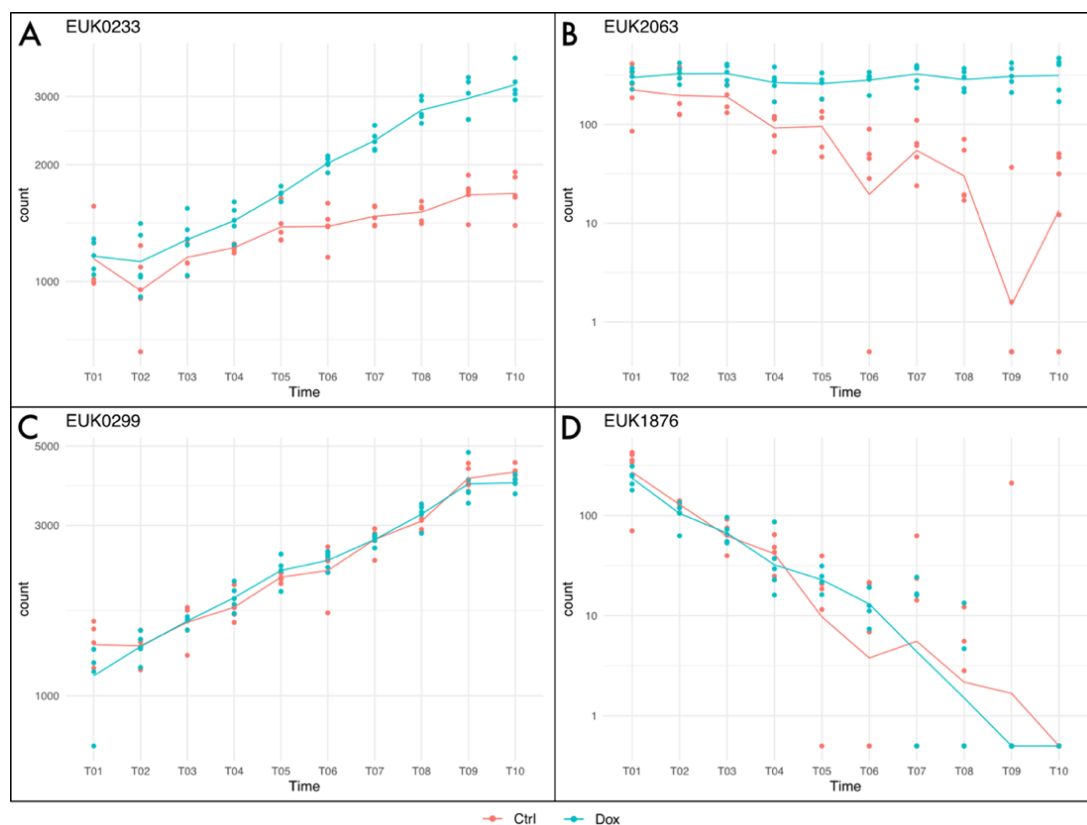 A EUK0233
3000
2000
1000
count
T01 T02 T03 T04 T05 T06 T07 T08 T09 T10
Time
B EUK2063
100
10
1
count
T01 T02 T03 T04 T05 T06 T07 T08 T09 T10
Time
C EUK0299
5000
3000
1000
count
T01 T02 T03 T04 T05 T06 T07 T08 T09 T10
Time
D EUK1876
100
10
1
count
T01 T02 T03 T04 T05 T06 T07 T08 T09 T10
Time
Ctrl Dox